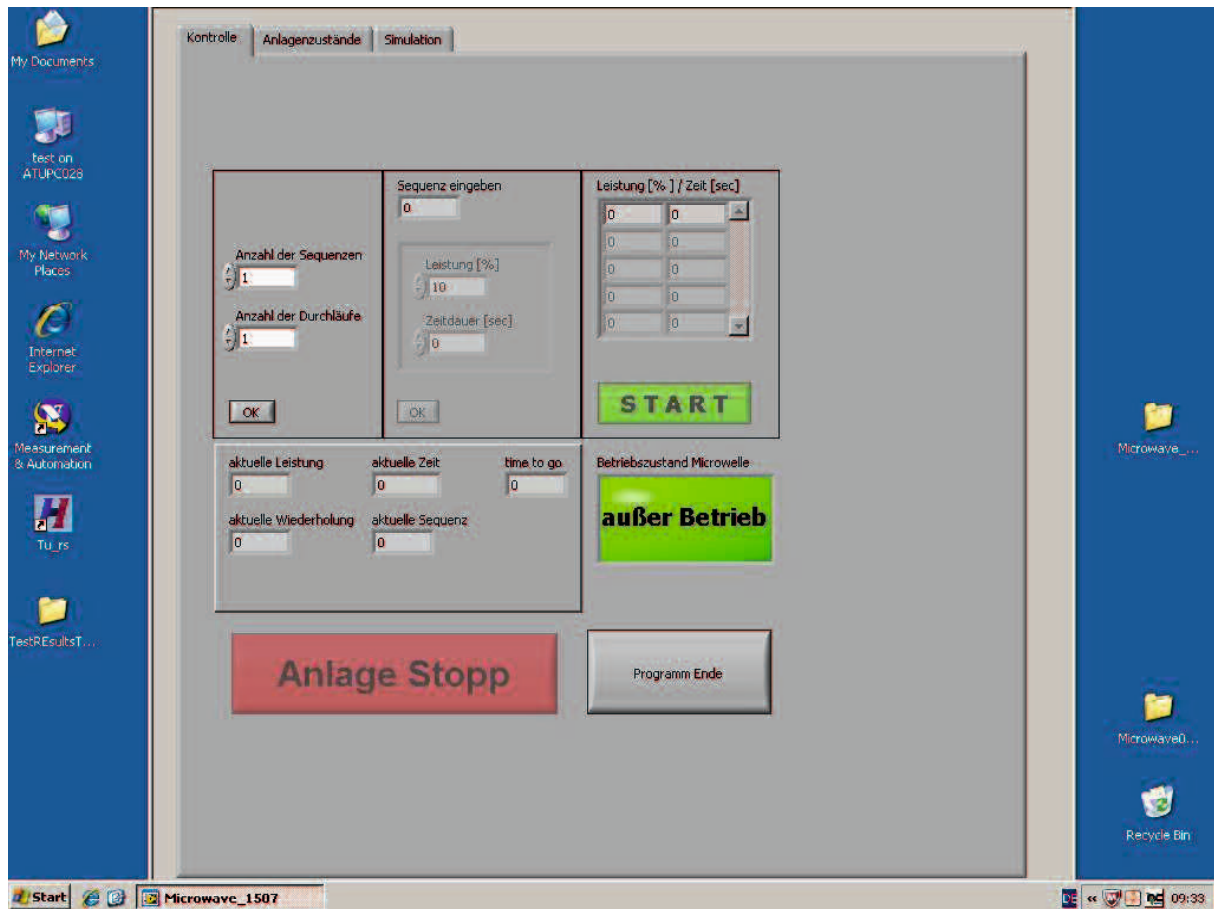 My Documents
test on
ATUPC028
My Network
Places
Internet
Explorer
Measurement
& Automation
Tu_rs
TestREsultsT...
Kontrolle
Anlagenzustände
Simulation
Anzahl der Sequenzen
1
Anzahl der Durchläufe
1
OK
Sequenz eingeben
0
Leistung [%]
10
Zeitdauer [sec]
0
OK
Leistung [% ] / Zeit [sec]
0 0
0 0
0 0
0 0
0 0
START
aktuelle Leistung aktuelle Zeit time to go
0 0 0
aktuelle Wiederholung aktuelle Sequenz
0 0
Betriebszustand Microwelle
außer Betrieb
Anlage Stopp
Programm Ende
Microwave_...
Microwave0...
Recycle Bin
Start
Microwave_1507
DE
«
09:33